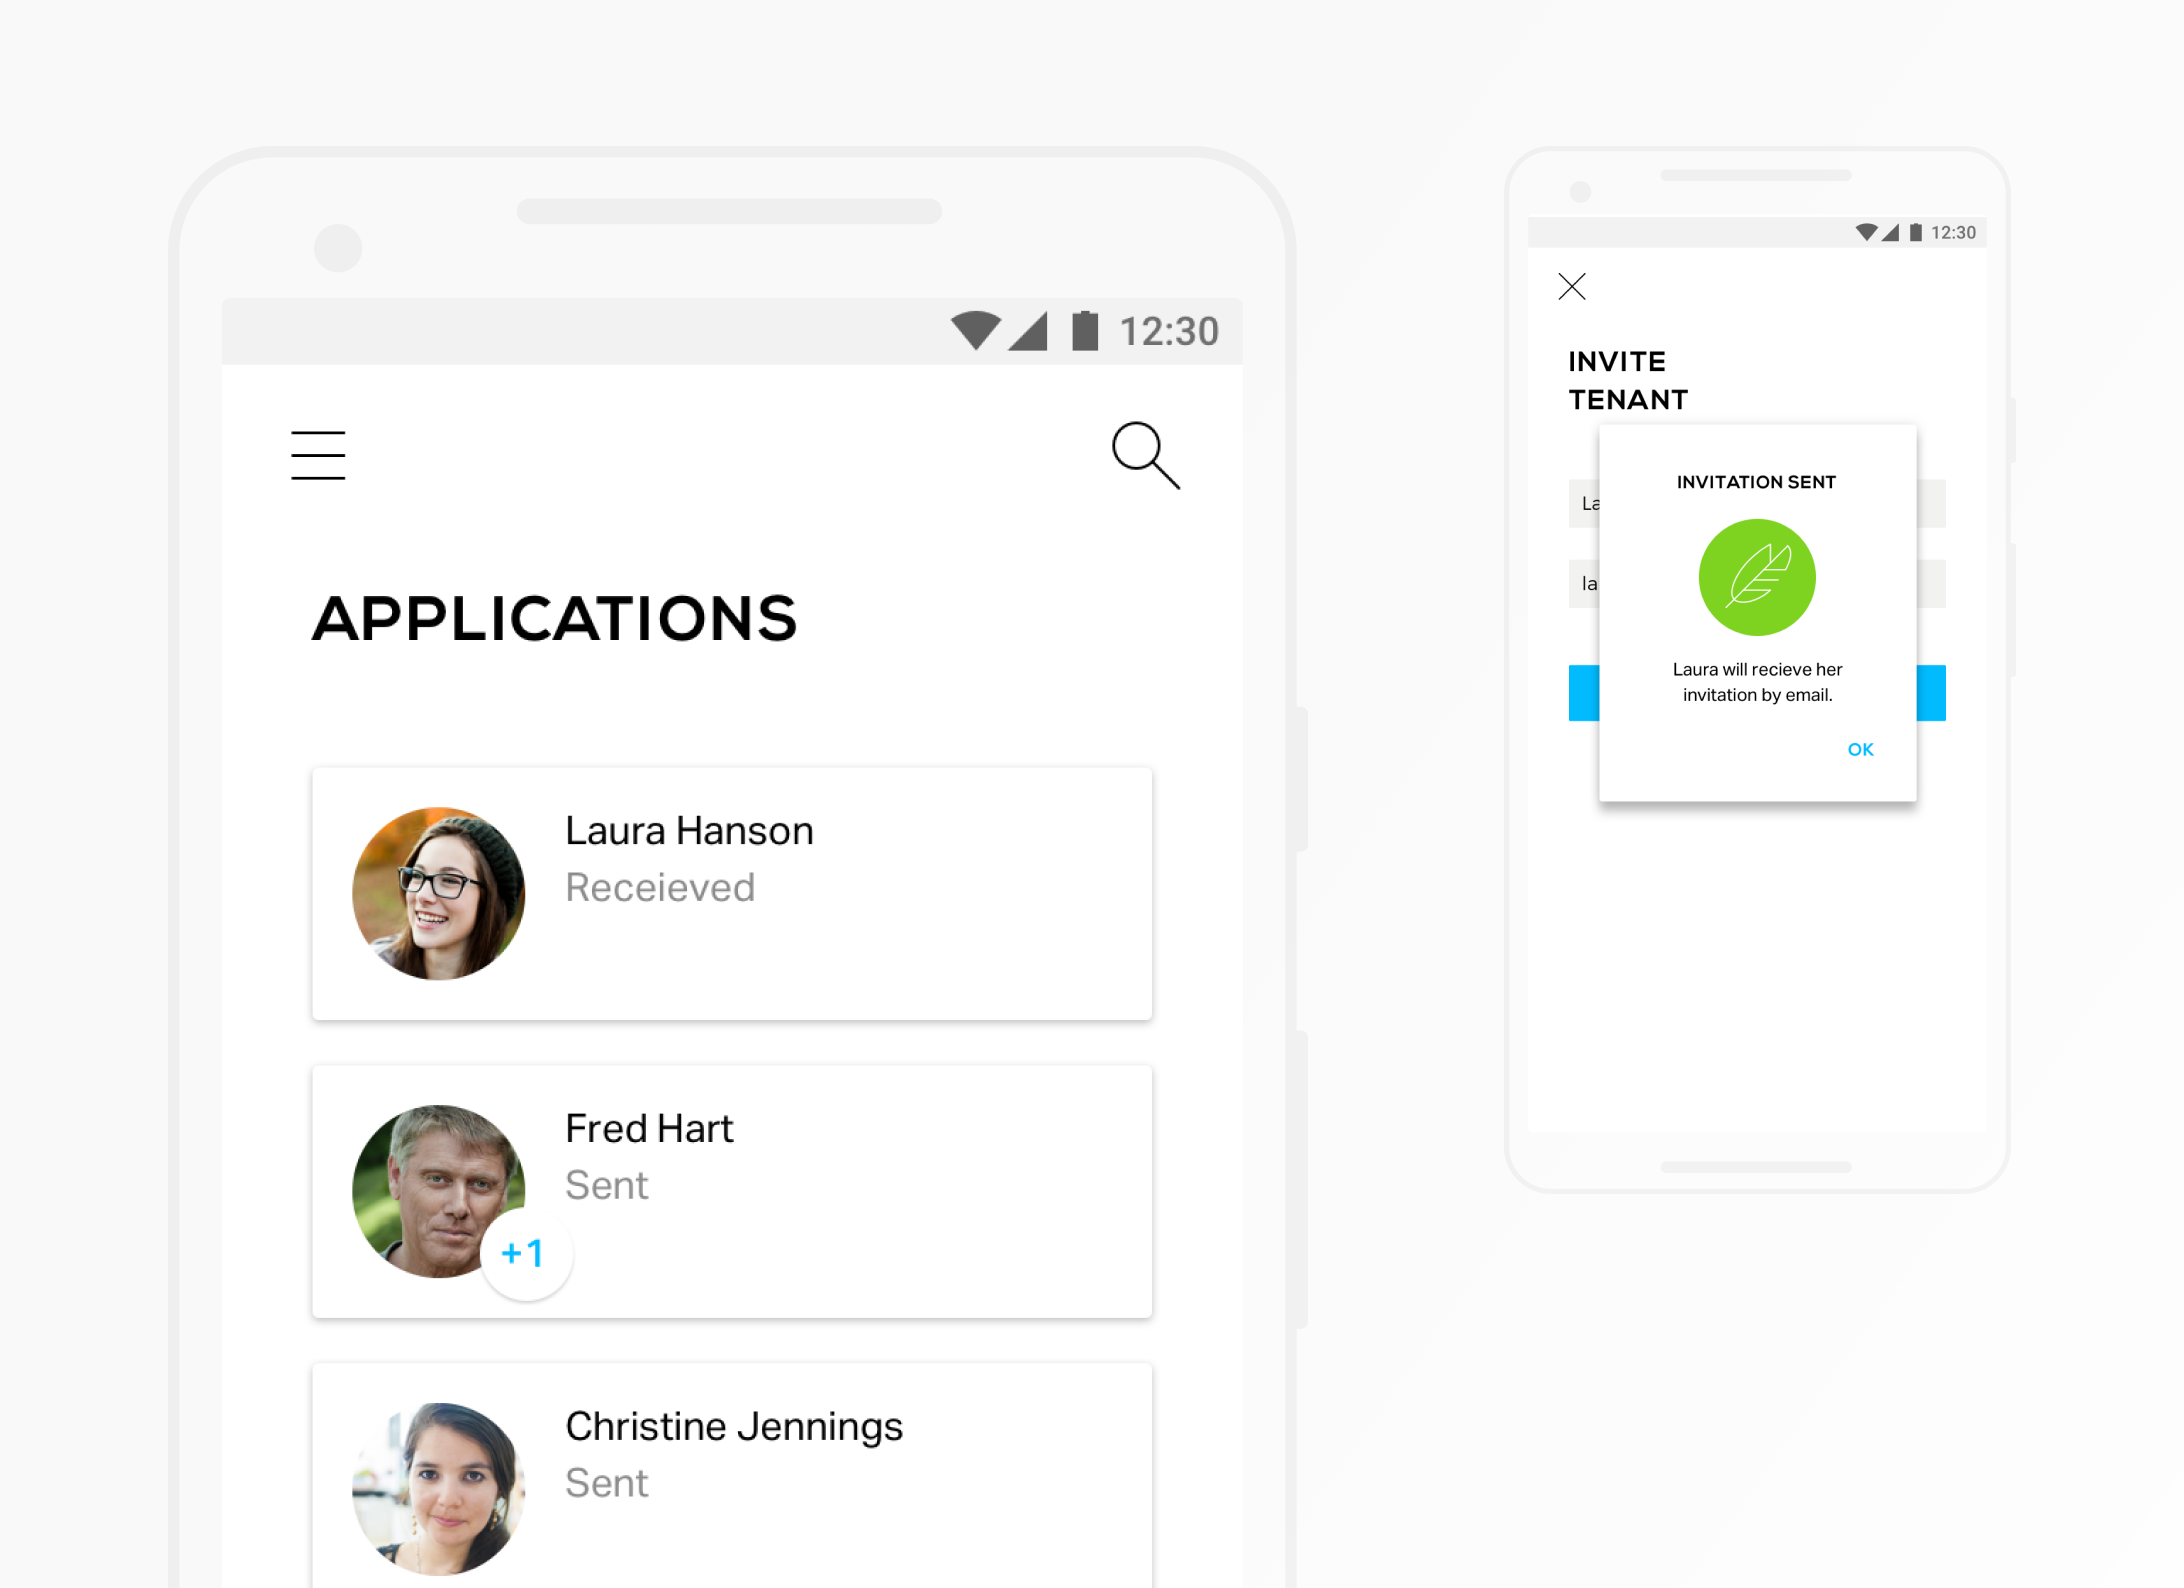 12:30
APPLICATIONS
Laura Hanson
Receieved
Fred Hart
Sent
+1
Christine Jennings
Sent
12:30
INVITE
TENANT
La
la
INVITATION SENT
Laura will recieve her
invitation by email.
OK